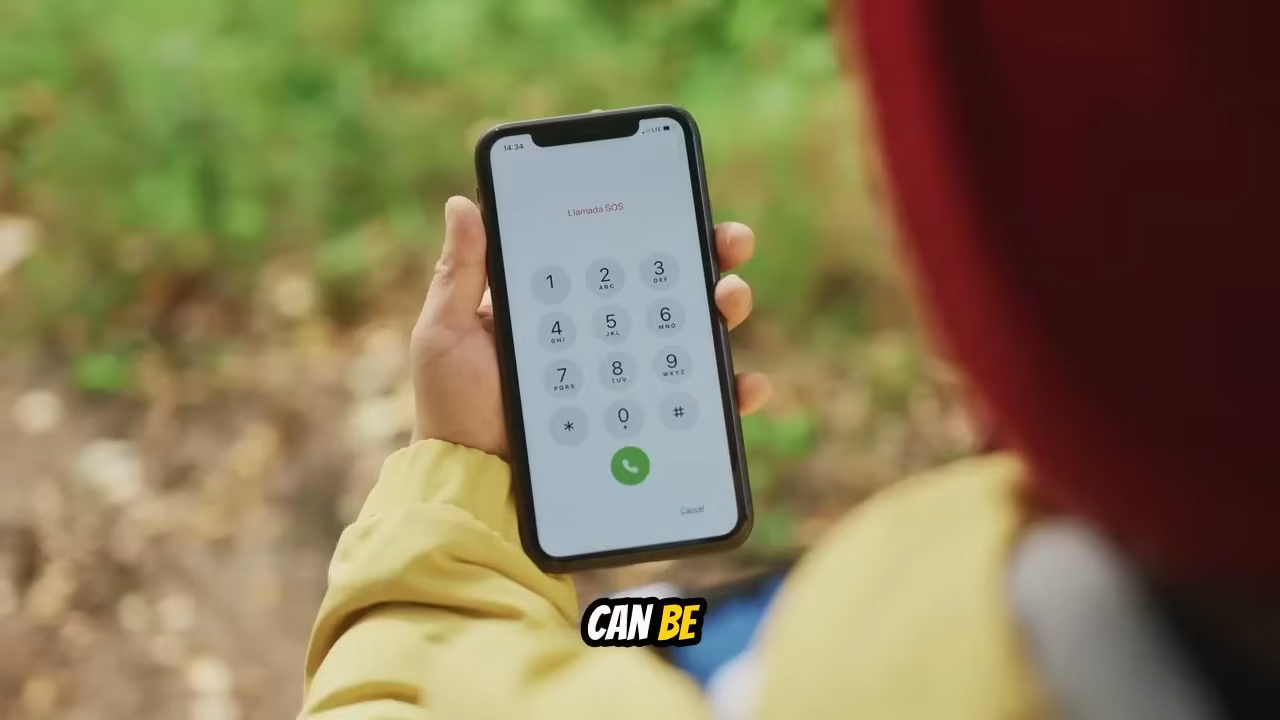 14:34 LTE
Llamada SOS
1 2 3
ABC DEF
4 5 6
GHI JKL MNO
7 8 9
PQRS TUV WXYZ
* 0 #
+
Cancel
CAN BE